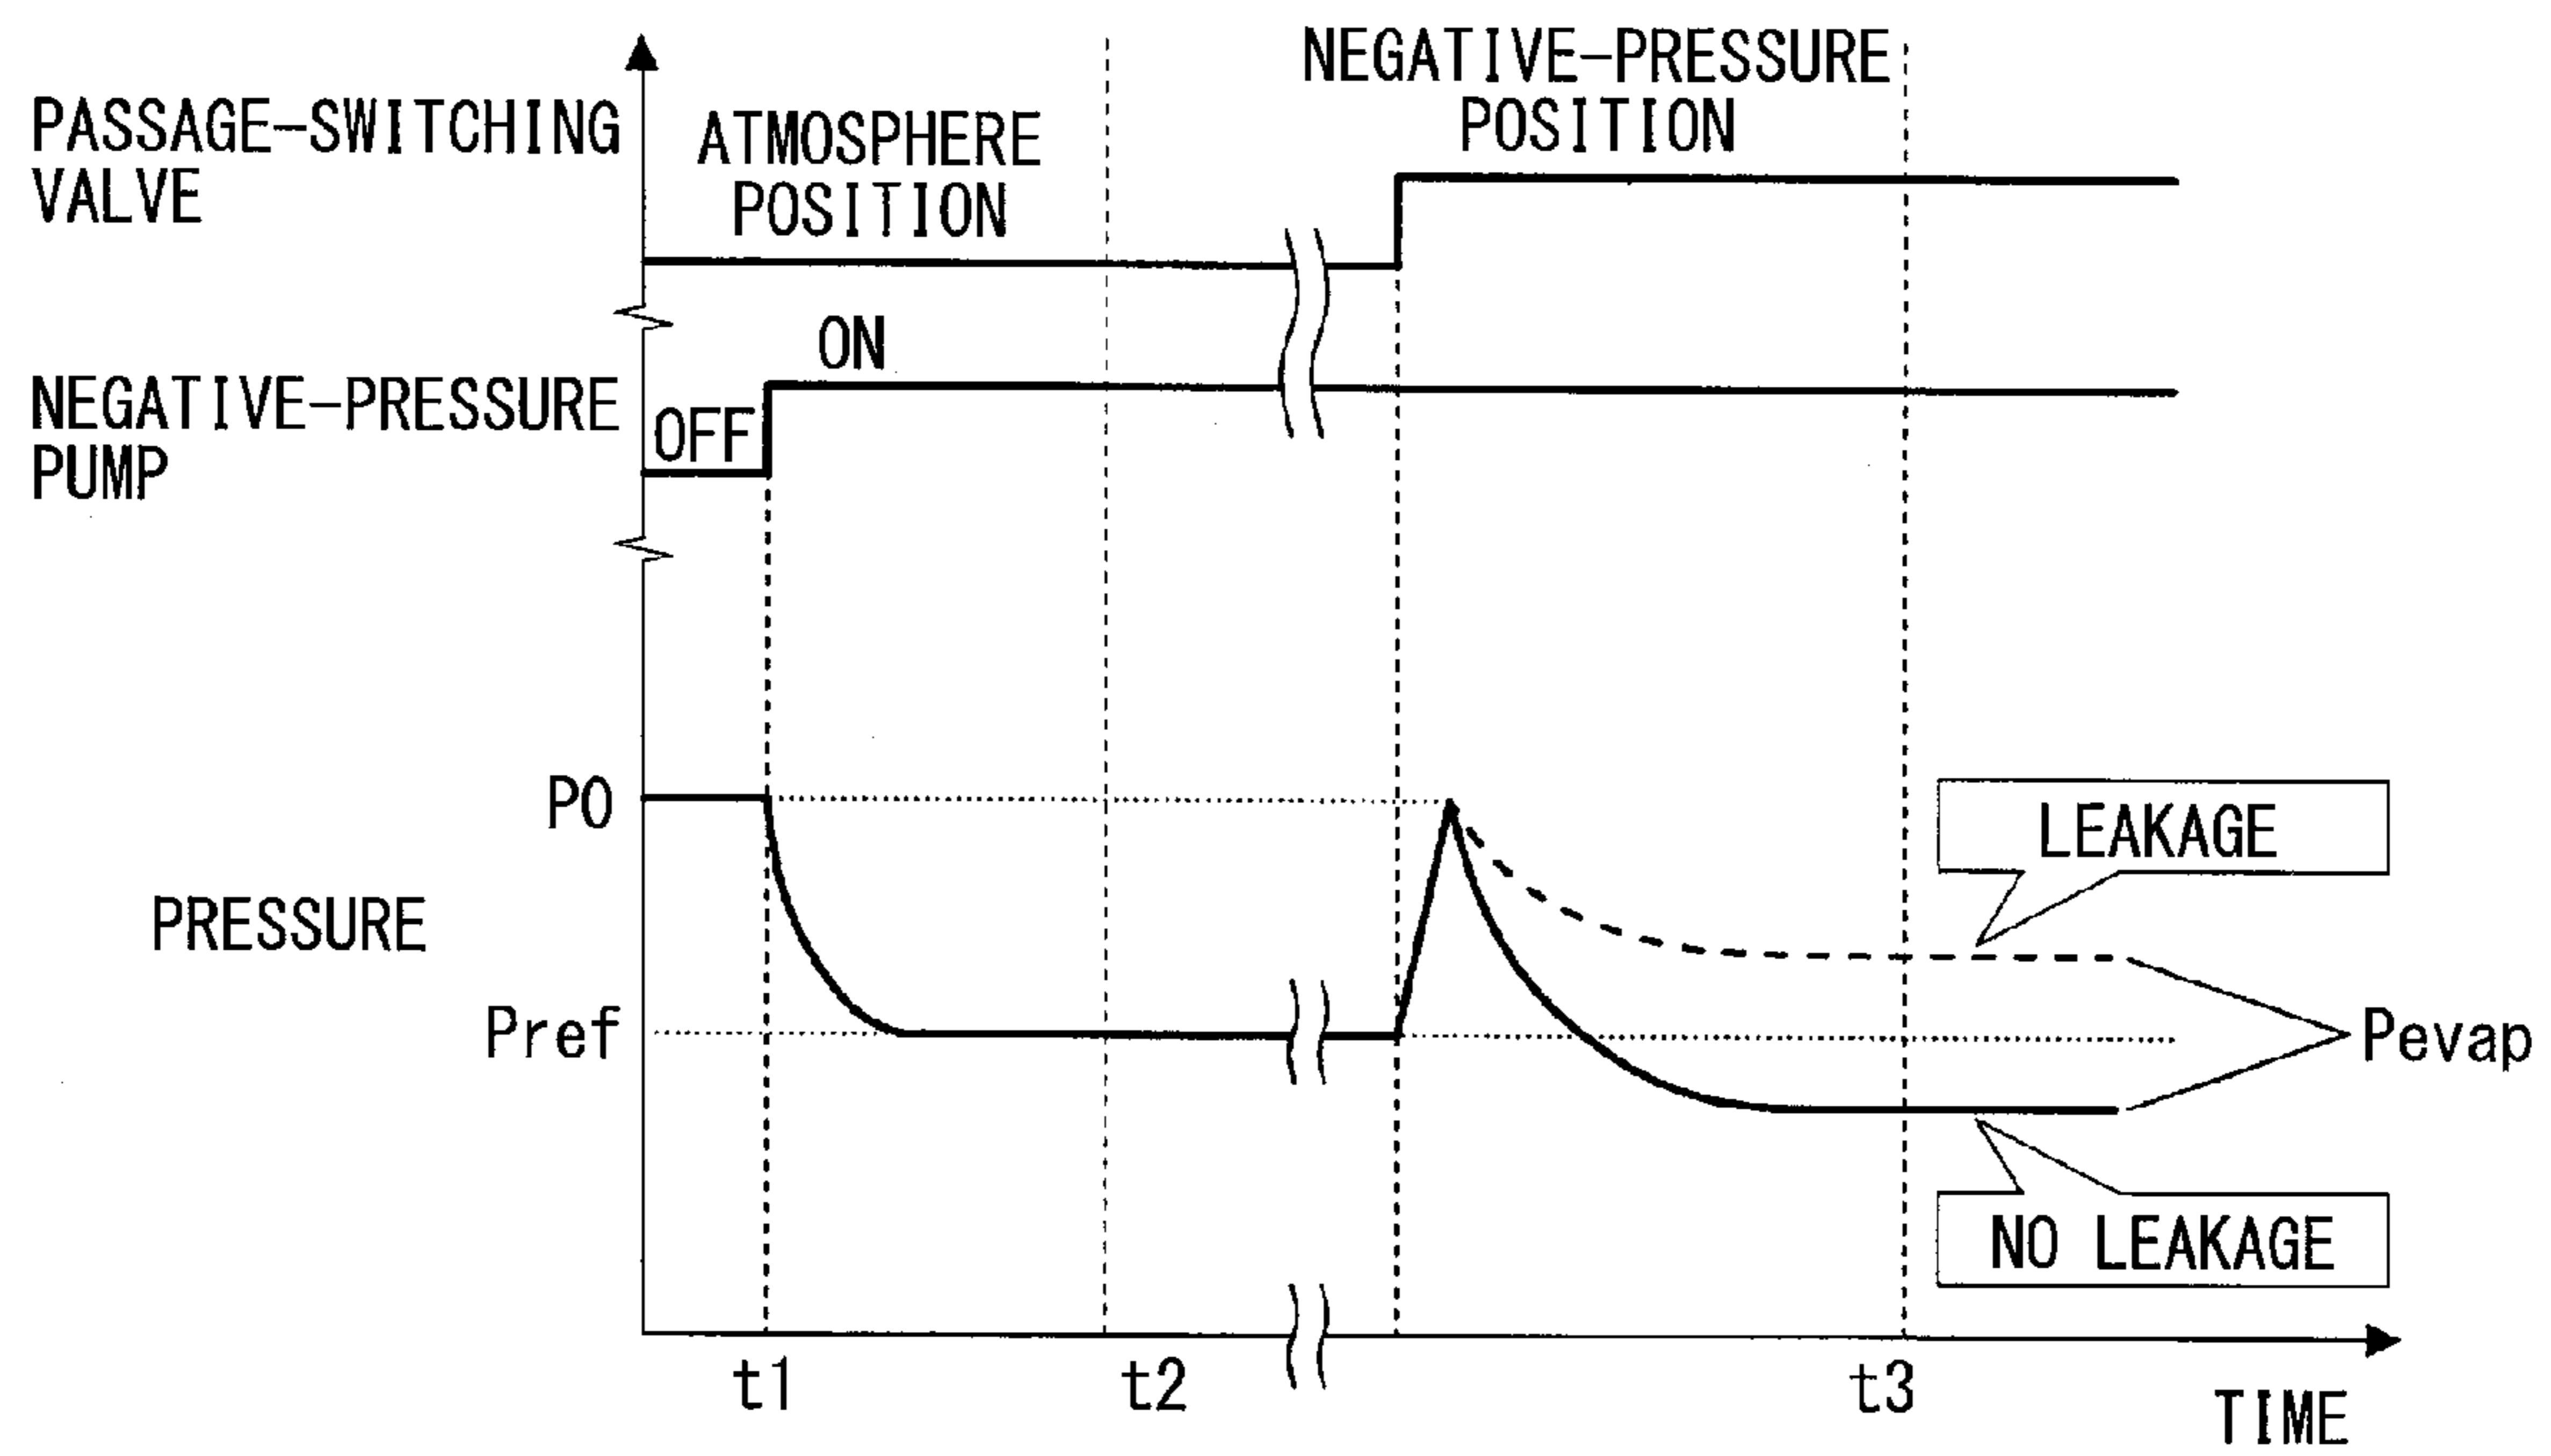 NEGATIVE-PRESSURE
POSITION
PASSAGE-SWITCHING
VALVE
ATMOSPHERE
POSITION
ON
NEGATIVE-PRESSURE
PUMP
OFF
P0
LEAKAGE
PRESSURE
Pref
Pevap
NO LEAKAGE
t1
t2
t3
TIME